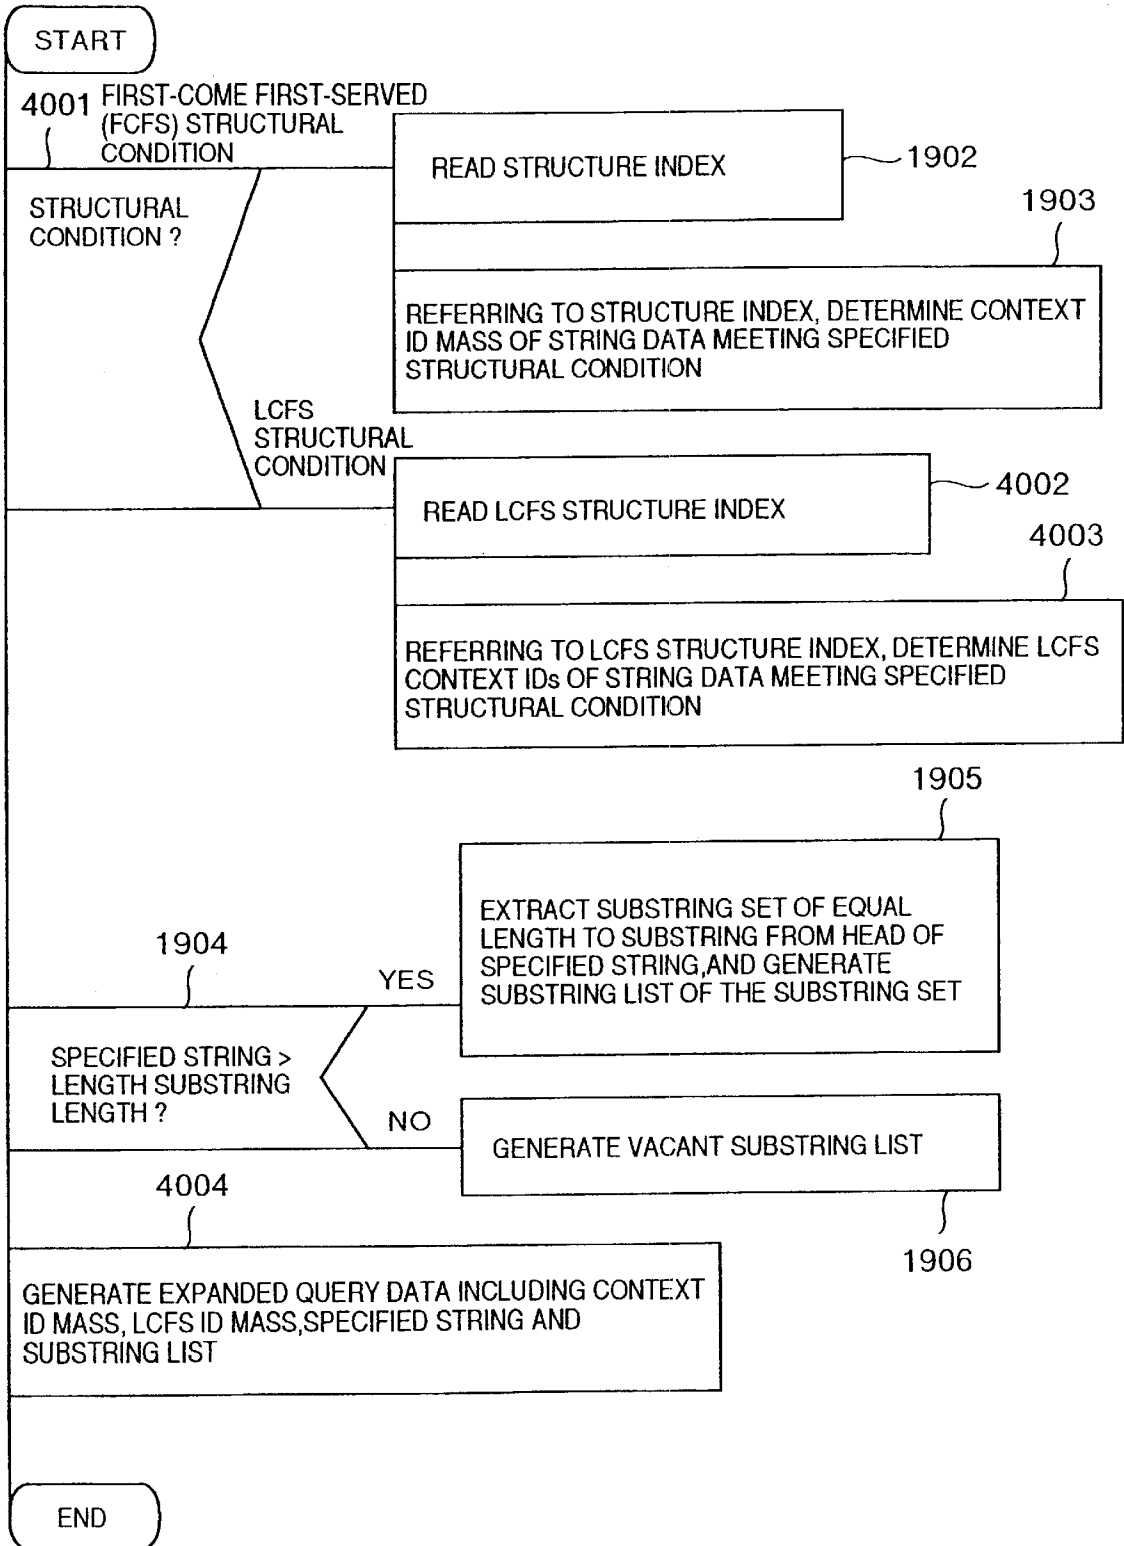 START
4001
FIRST-COME FIRST-SERVED
(FCFS) STRUCTURAL
CONDITION
READ STRUCTURE INDEX
1902
STRUCTURAL
CONDITION ?
1903
REFERRING TO STRUCTURE INDEX, DETERMINE CONTEXT
ID MASS OF STRING DATA MEETING SPECIFIED
STRUCTURAL CONDITION
LCFS
STRUCTURAL
CONDITION
READ LCFS STRUCTURE INDEX
4002
4003
REFERRING TO LCFS STRUCTURE INDEX, DETERMINE LCFS
CONTEXT IDs OF STRING DATA MEETING SPECIFIED
STRUCTURAL CONDITION
1905
EXTRACT SUBSTRING SET OF EQUAL
LENGTH TO SUBSTRING FROM HEAD OF
SPECIFIED STRING,AND GENERATE
SUBSTRING LIST OF THE SUBSTRING SET
1904
YES
SPECIFIED STRING >
LENGTH SUBSTRING
LENGTH ?
NO
GENERATE VACANT SUBSTRING LIST
1906
4004
GENERATE EXPANDED QUERY DATA INCLUDING CONTEXT
ID MASS, LCFS ID MASS,SPECIFIED STRING AND
SUBSTRING LIST
END